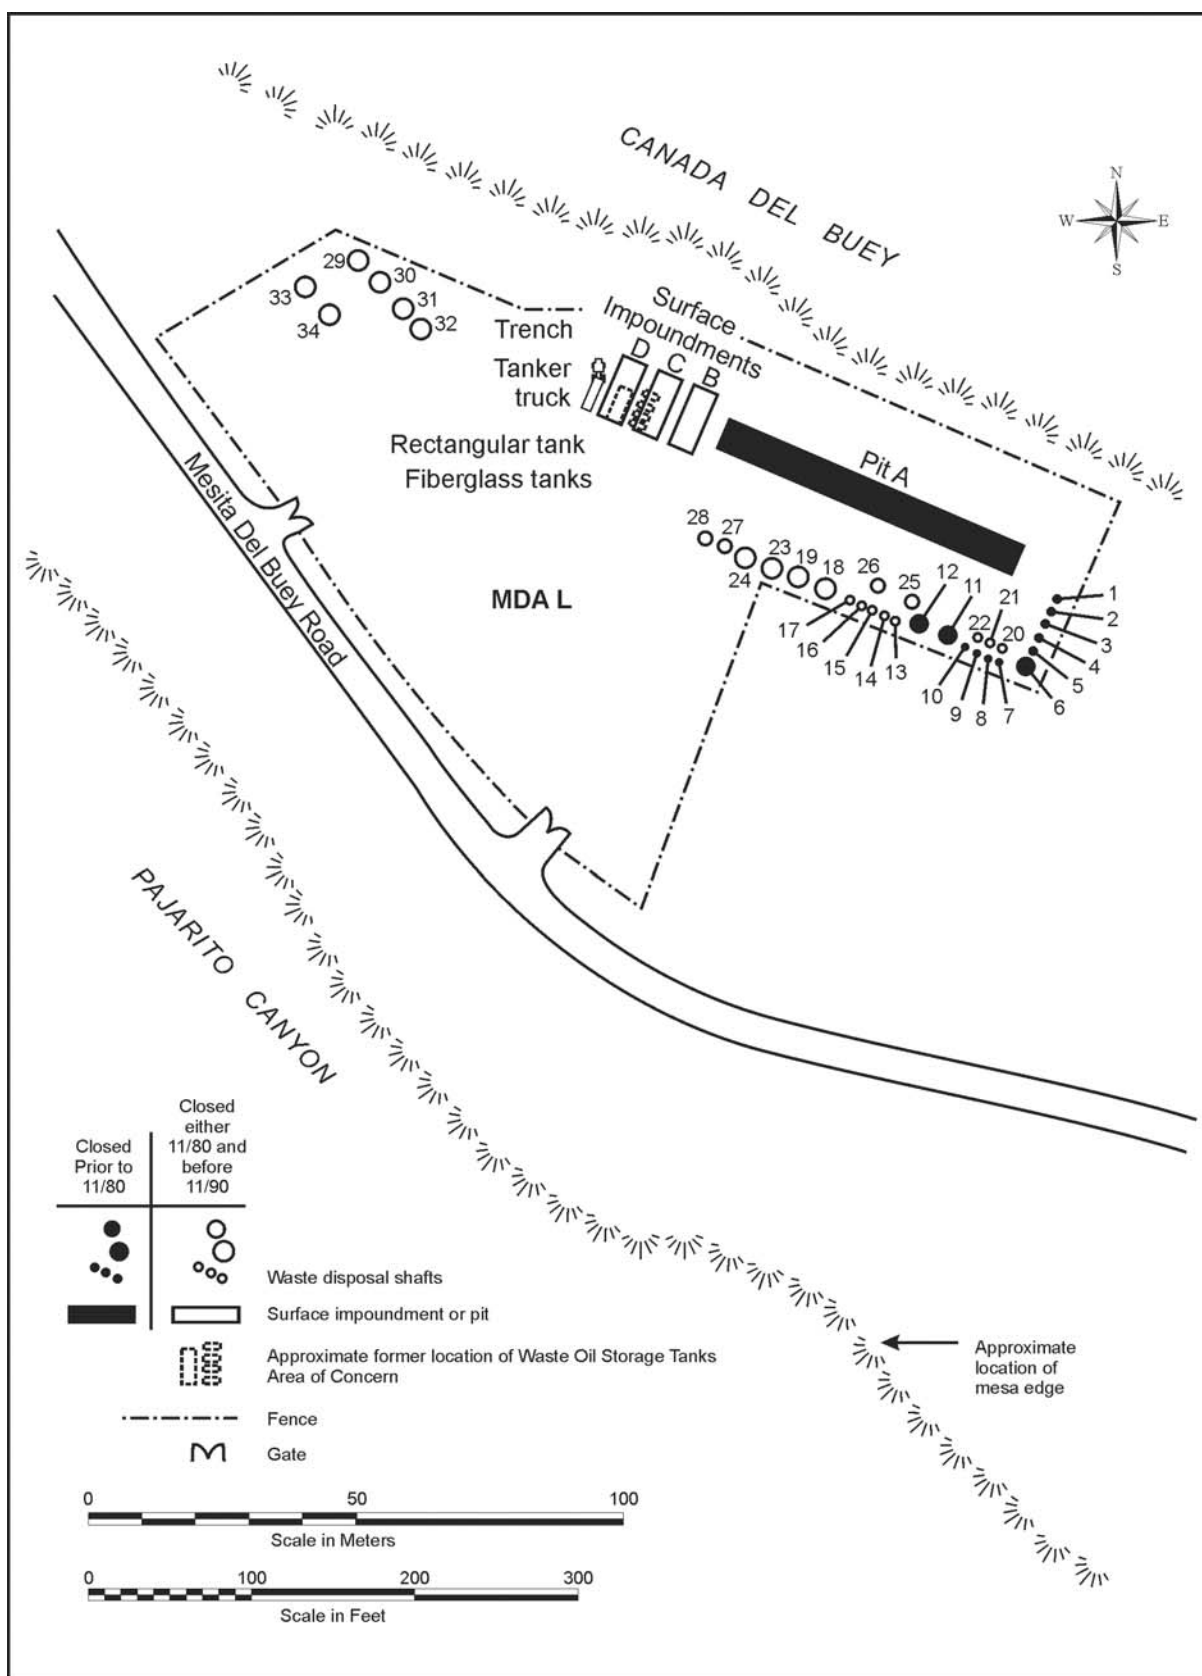 CANADA DEL BUEY
N
W E
S
29
30
33
31
34
32
Trench
Surface
Impoundments
D
C
B
Tanker
truck
Rectangular tank
Fiberglass tanks
Pit A
Mesita Del Buey Road
MDA L
28
27
24
23
19
18
26
25
12
11
21
22
20
1
2
3
4
5
6
17
16
15
14
13
10
9
8
7
PAJARITO CANYON
Closed
Prior to
11/80
Closed
either
11/80 and
before
11/90
Waste disposal shafts
Surface impoundment or pit
Approximate former location of Waste Oil Storage Tanks
Area of Concern
Fence
Gate
Approximate
location of
mesa edge
0 50 100
Scale in Meters
0 100 200 300
Scale in Feet